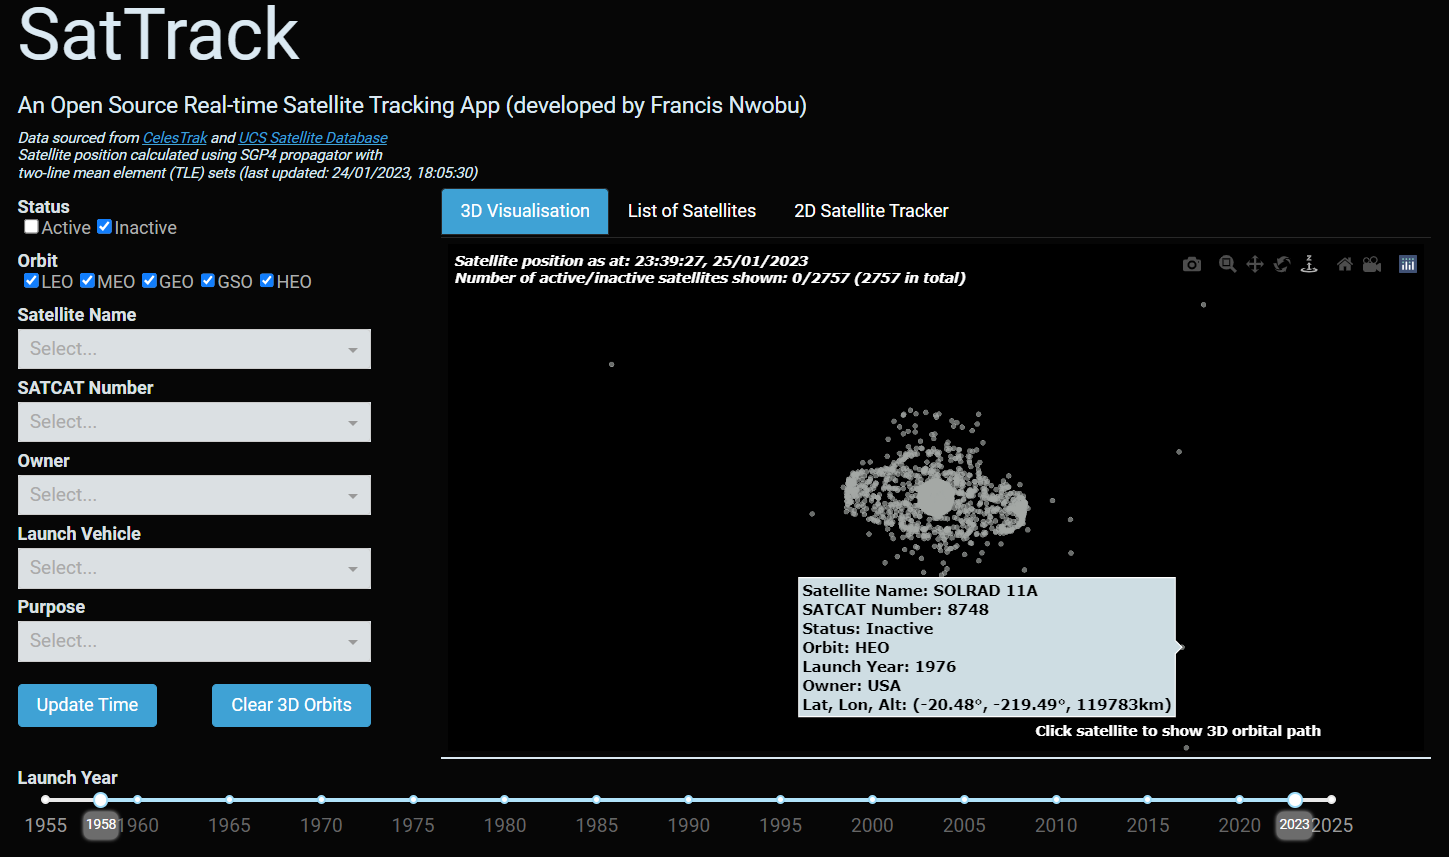 SatTrack
An Open Source Real-time Satellite Tracking App (developed by Francis Nwobu)
Data sourced from CelesTrak and UCS Satellite Database
Satellite position calculated using SGP4 propagator with
two-line mean element (TLE) sets (last updated: 24/01/2023, 18:05:30)
Status
Active Inactive
Orbit
LEO MEO GEO GSO HEO
Satellite Name
Select...
SATCAT Number
Select...
Owner
Select...
Launch Vehicle
Select...
Purpose
Select...
Update Time Clear 3D Orbits
3D Visualisation List of Satellites 2D Satellite Tracker
Satellite position as at: 23:39:27, 25/01/2023
Number of active/inactive satellites shown: 0/2757 (2757 in total)
Z
Satellite Name: SOLRAD 11A
SATCAT Number: 8748
Status: Inactive
Orbit: HEO
Launch Year: 1976
Owner: USA
Lat, Lon, Alt: (-20.48°, -219.49°, 119783km)
Click satellite to show 3D orbital path
Launch Year
1955 1958 1960 1965 1970 1975 1980 1985 1990 1995 2000 2005 2010 2015 2020 2023 2025